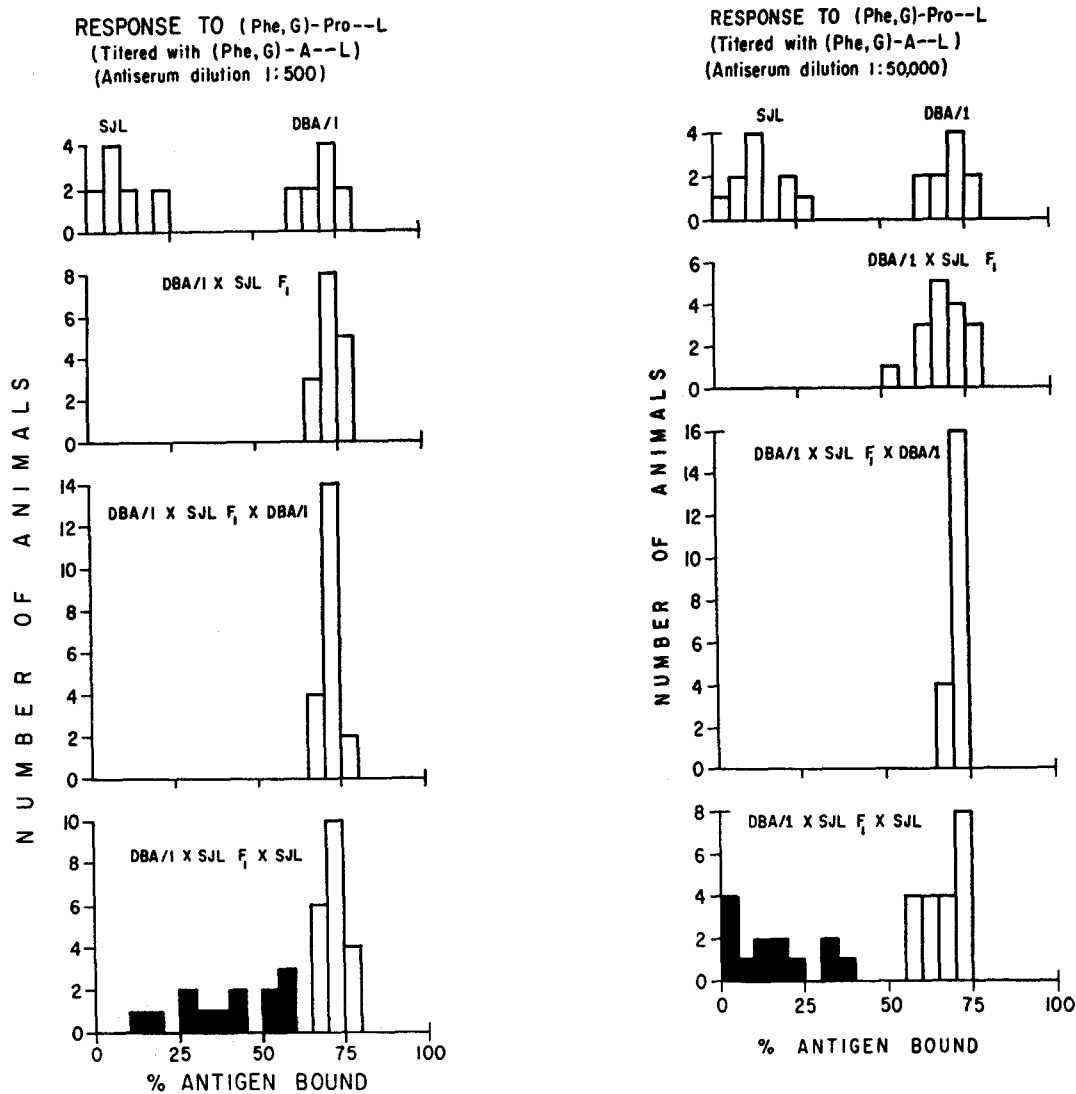 RESPONSE TO (Phe,G)-Pro--L
(Titered with (Phe,G)-A--L)
(Antiserum dilution 1:500)
SJL
DBA/1
4
2
0
DBA/1 X SJL F1
8
6
4
2
0
DBA/1 X SJL F1 X DBA/1
14
12
10
8
6
4
2
0
DBA/1 X SJL F1 X SJL
10
8
6
4
2
0
0 25 50 75 100
% ANTIGEN BOUND
NUMBER OF ANIMALS
RESPONSE TO (Phe,G)-Pro--L
(Titered with (Phe,G)-A--L)
(Antiserum dilution 1:50,000)
SJL
DBA/1
4
2
0
DBA/1 X SJL F1
6
4
2
0
DBA/1 X SJL F1 X DBA/1
16
14
12
10
8
6
4
2
0
DBA/1 X SJL F1 X SJL
8
6
4
2
0
0 25 50 75 100
% ANTIGEN BOUND
NUMBER OF ANIMALS